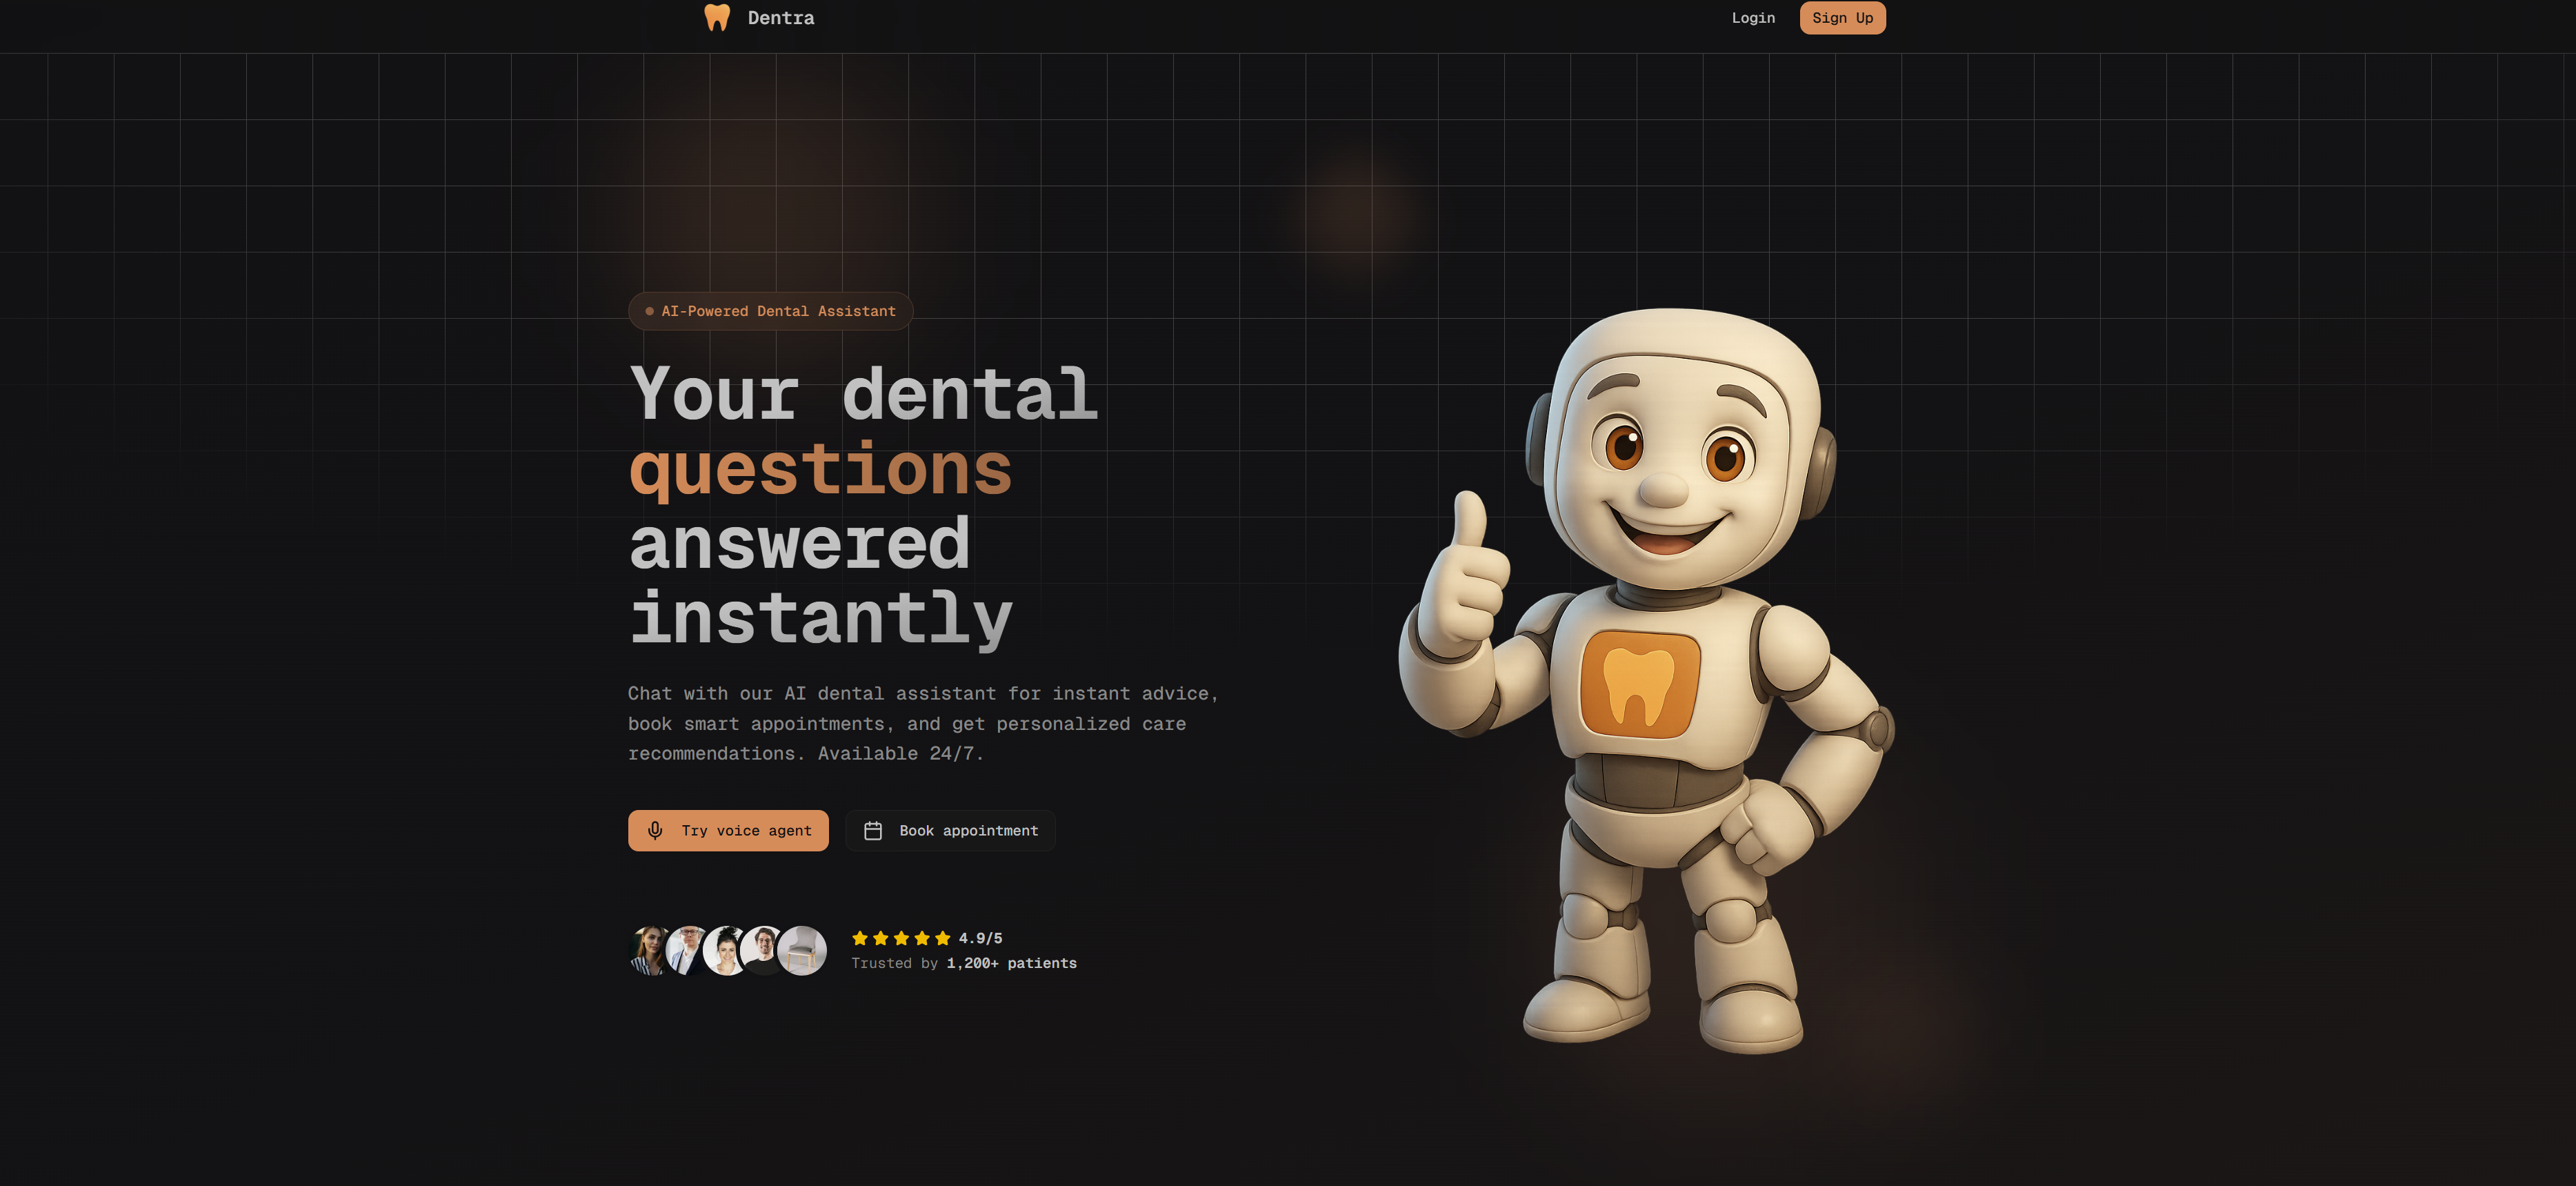 Dentra
Login
Sign Up
AI-Powered Dental Assistant
Your dental
questions
answered
instantly
Chat with our AI dental assistant for instant advice,
book smart appointments, and get personalized care
recommendations. Available 24/7.
Try voice agent
Book appointment
4.9/5
Trusted by 1,200+ patients